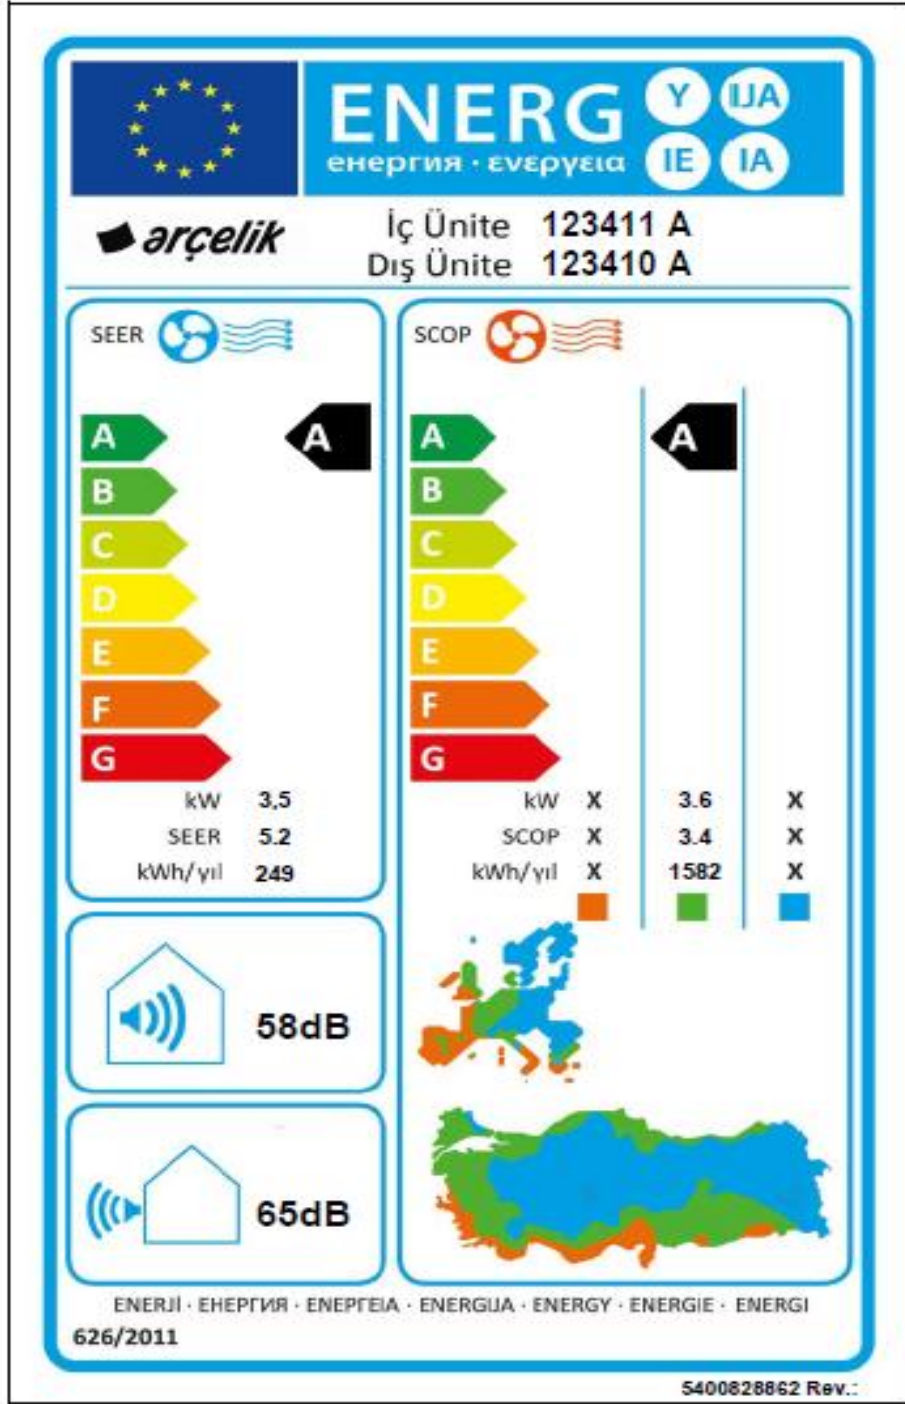 ENERG Y IJA
енергия · ενεργεια IE IA
arçelik
İç Ünite 123411 A
Dış Ünite 123410 A
SEER
A A
B
C
D
E
F
G
kW 3,5
SEER 5.2
kWh/yıl 249
SCOP
A A
B
C
D
E
F
G
kW X 3.6 X
SCOP X 3.4 X
kWh/yıl X 1582 X
58dB
65dB
ENERJİ · ЕНЕРГИЯ · ΕΝΕΡΓΕΙΑ · ENERGIJA · ENERGY · ENERGIE · ENERGI
626/2011
5400828862 Rev.: